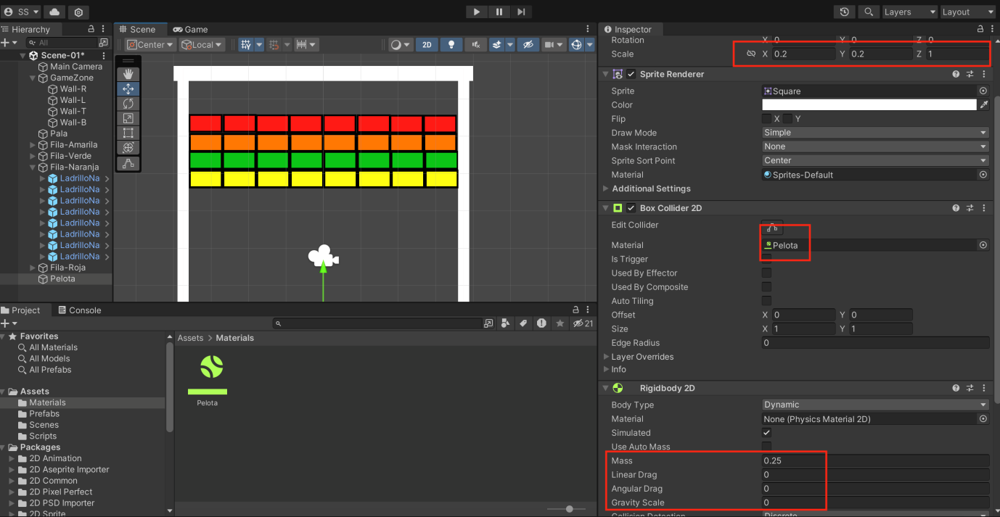 SS
Layers
Layout
Hierarchy
All
Scene-01*
Main Camera
GameZone
Wall-R
Wall-L
Wall-T
Wall-B
Pala
Fila-Amarila
Fila-Verde
Fila-Naranja
LadrilloNa
LadrilloNa
LadrilloNa
LadrilloNa
LadrilloNa
LadrilloNa
LadrilloNa
LadrilloNa
Fila-Roja
Pelota
Scene
Game
Center
Local
2D
Inspector
Rotation X 0 Y 0 Z 0
Scale X 0.2 Y 0.2 Z 1
Sprite Renderer
Sprite Square
Color
Flip X Y
Draw Mode Simple
Mask Interaction None
Sprite Sort Point Center
Material Sprites-Default
Additional Settings
Box Collider 2D
Edit Collider
Material Pelota
Is Trigger
Used By Effector
Used By Composite
Auto Tiling
Offset X 0 Y 0
Size X 1 Y 1
Edge Radius 0
Layer Overrides
Info
Rigidbody 2D
Body Type Dynamic
Material None (Physics Material 2D)
Simulated
Use Auto Mass
Mass 0.25
Linear Drag 0
Angular Drag 0
Gravity Scale 0
Collision Detection Discrete
Project
Console
21
Favorites
All Materials
All Models
All Prefabs
Assets
Materials
Prefabs
Scenes
Scripts
Packages
2D Animation
2D Aseprite Importer
2D Common
2D Pixel Perfect
2D PSD Importer
2D Sprite
Assets > Materials
Pelota